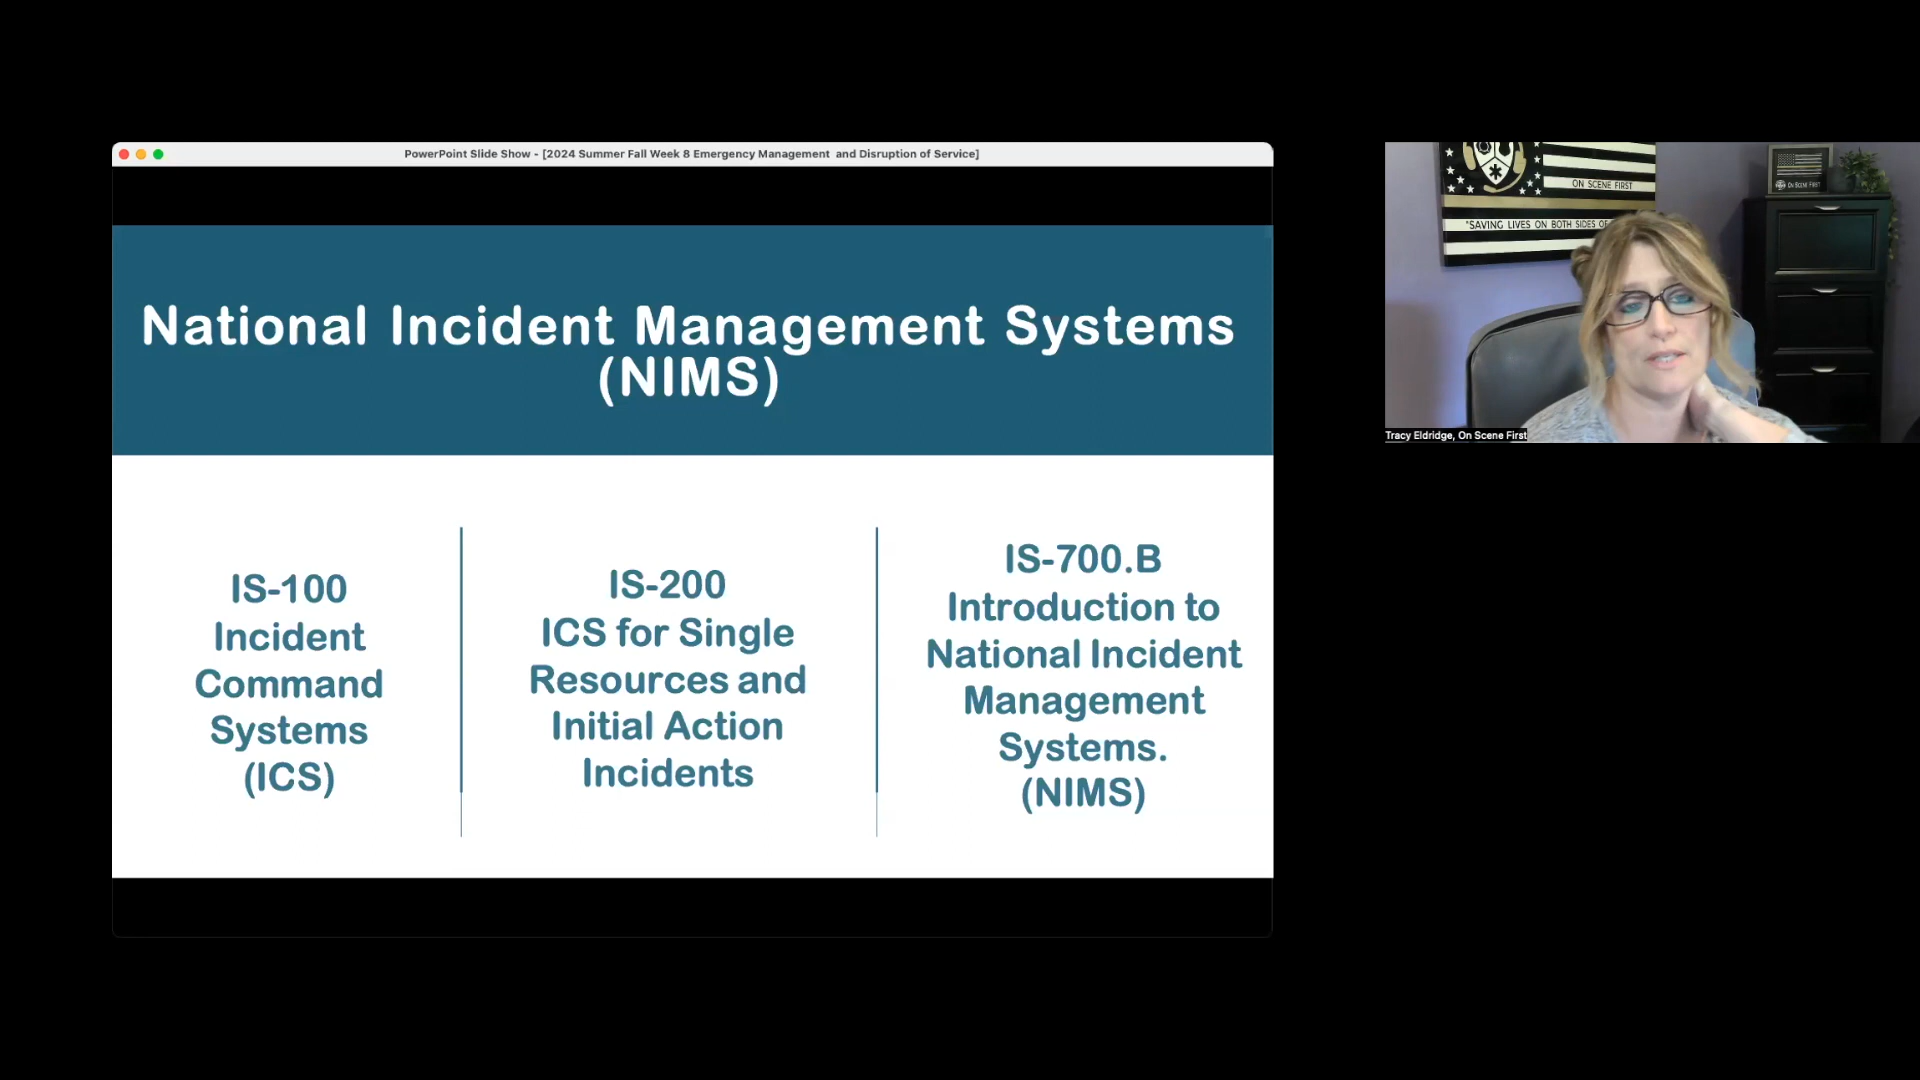 PowerPoint Slide Show - [2024 Summer Fall Week 8 Emergency Management  and Disruption of Service]
National Incident Management Systems
(NIMS)
IS-100
Incident
Command
Systems
(ICS)
IS-200
ICS for Single
Resources and
Initial Action
Incidents
IS-700.B
Introduction to
National Incident
Management
Systems.
(NIMS)
ON SCENE FIRST
"SAVING LIVES ON BOTH SIDES OF
ON SCENE FIRST
Tracy Eldridge, On Scene First